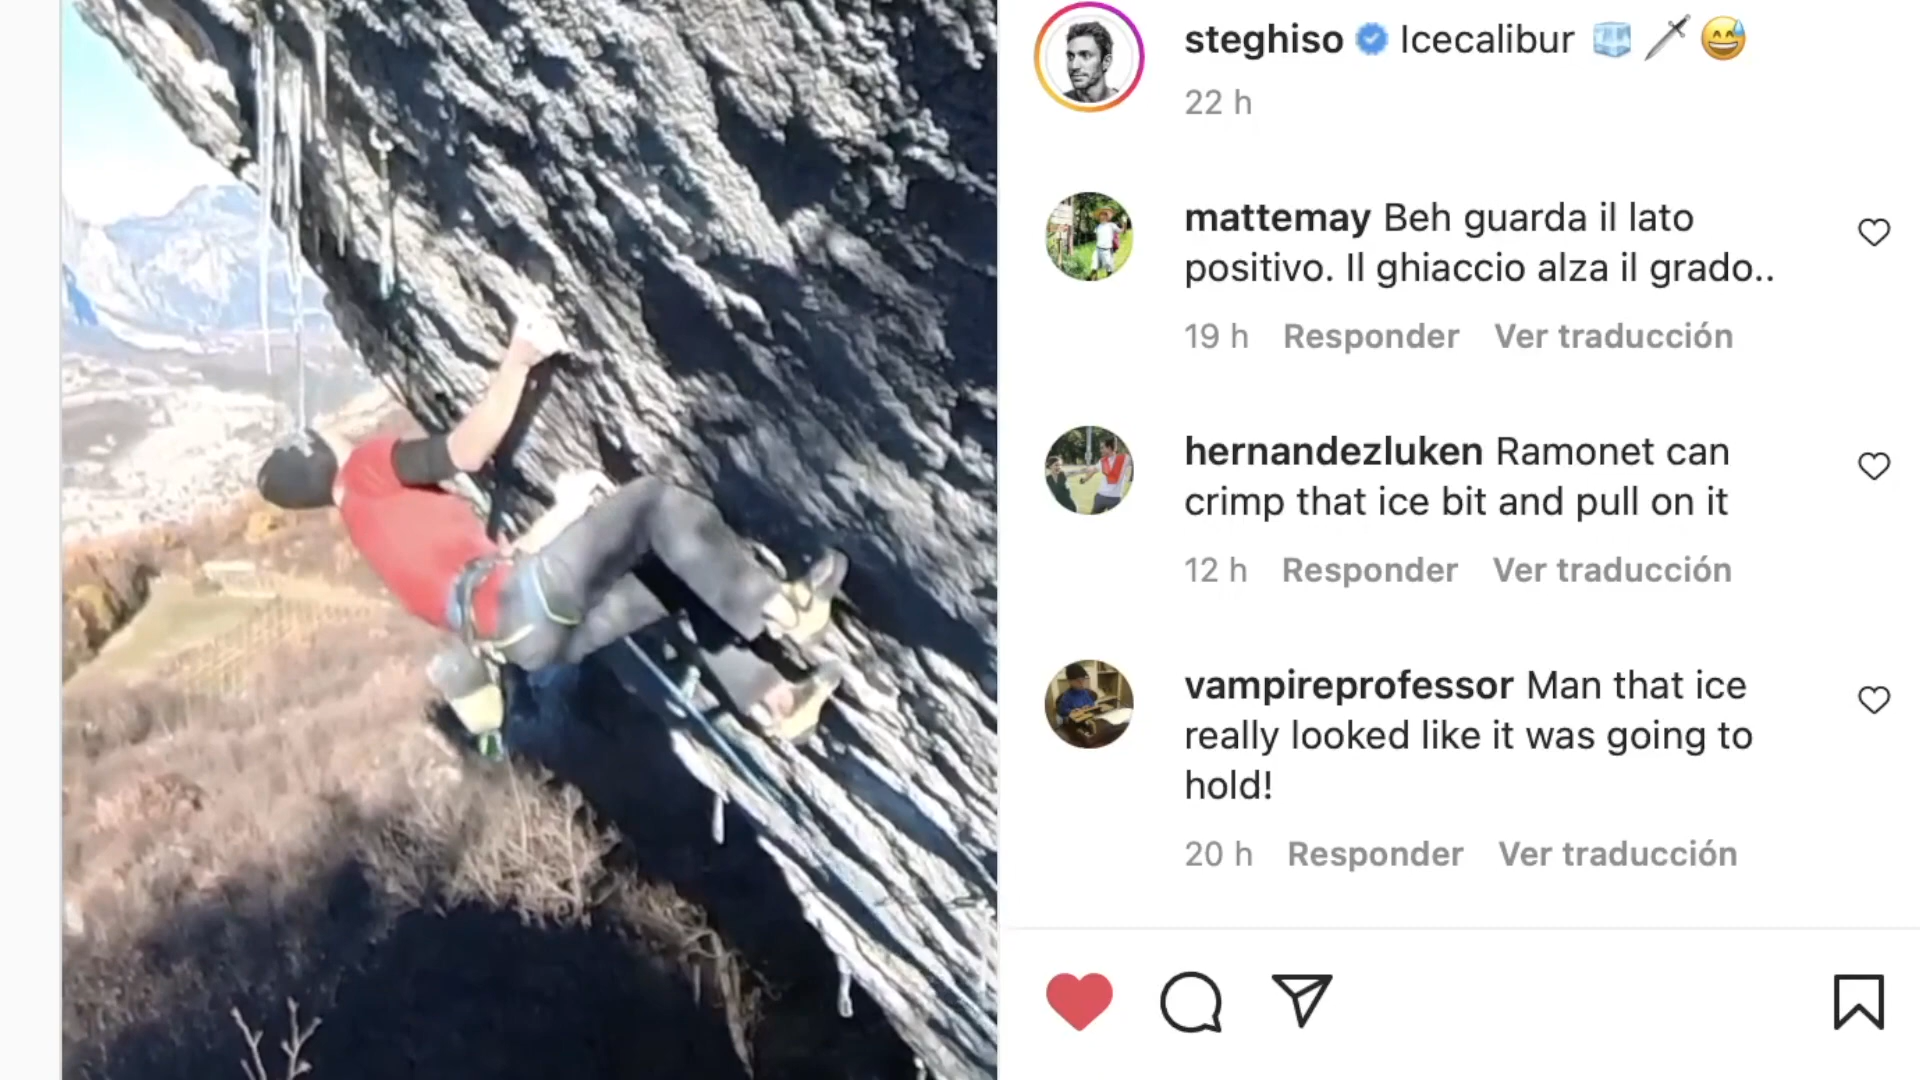 steghiso Icecalibur 🧊🗡️😅
22 h
mattemay Beh guarda il lato
positivo. Il ghiaccio alza il grado..
19 h Responder Ver traducción
hernandezluken Ramonet can
crimp that ice bit and pull on it
12 h Responder Ver traducción
vampireprofessor Man that ice
really looked like it was going to
hold!
20 h Responder Ver traducción